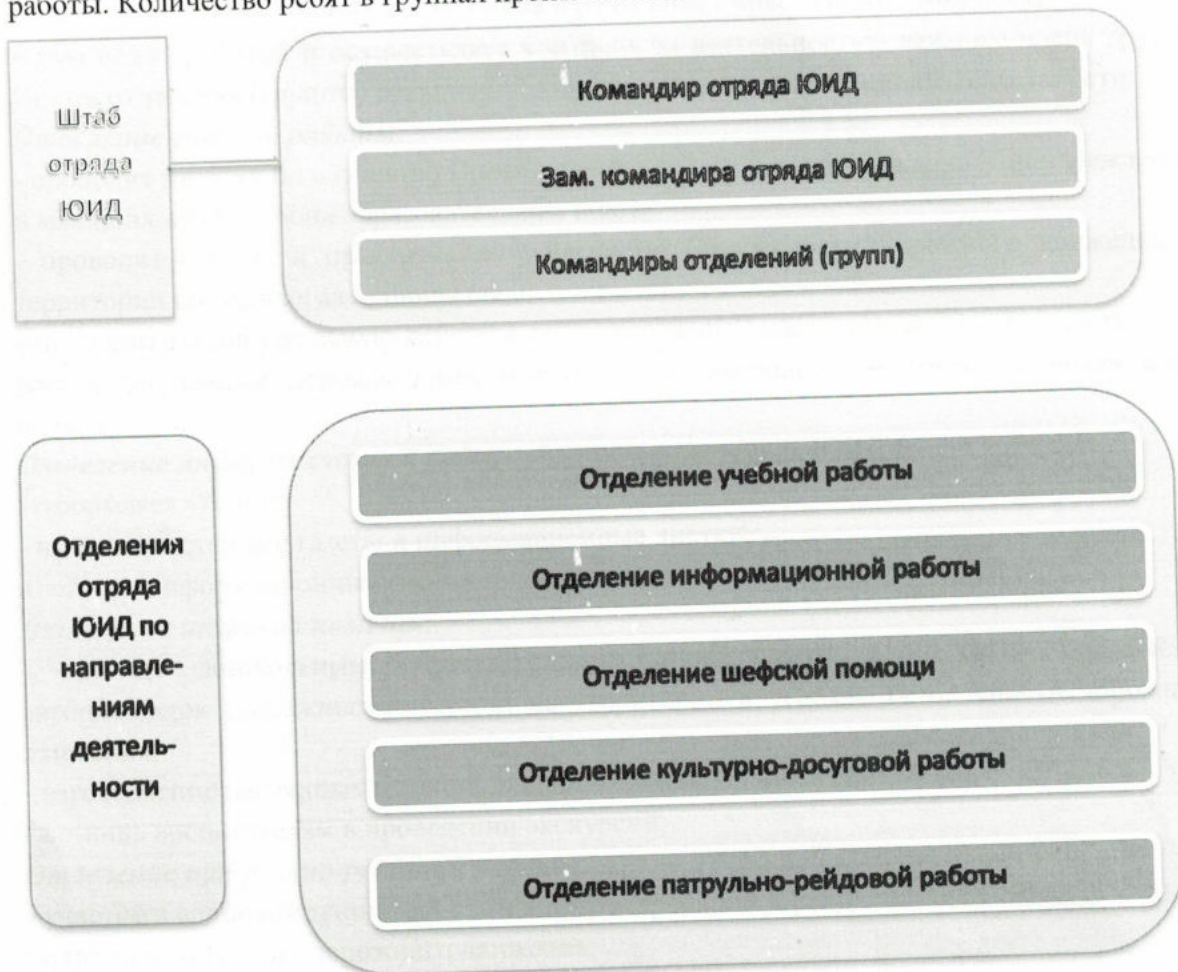 работы. Количество ребят в группах
Штаб
отряда
ЮИД
Командир отряда ЮИД
Зам. командира отряда ЮИД
Командиры отделений (групп)
Отделения
отряда
ЮИД по
направле-
ниям
деятель-
ности
Отделение учебной работы
Отделение информационной работы
Отделение шефской помощи
Отделение культурно-досуговой работы
Отделение патрульно-рейдовой работы